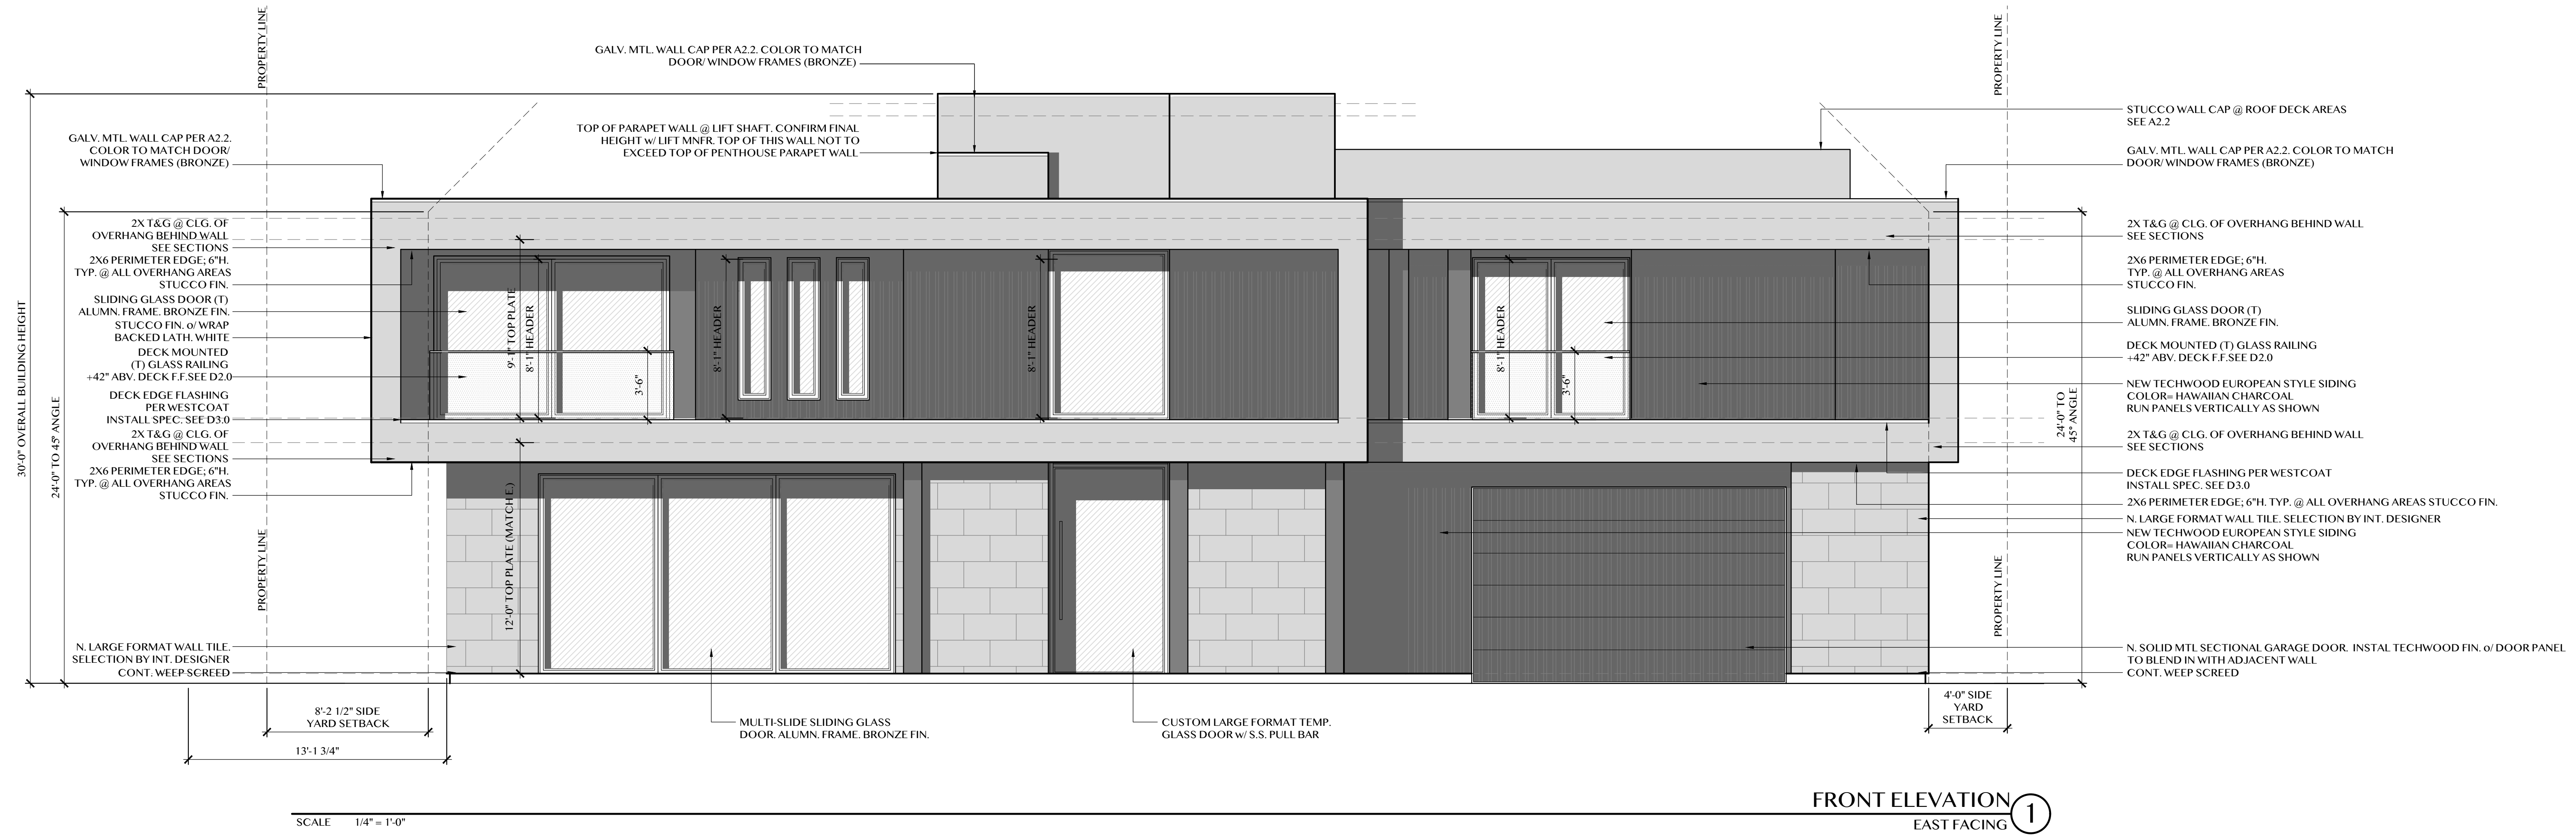 PROPERTY LINE
PROPERTY LINE
GALV. MTL. WALL CAP PER A2.2. COLOR TO MATCH
DOOR/ WINDOW FRAMES (BRONZE)
TOP OF PARAPET WALL @ LIFT SHAFT. CONFIRM FINAL
HEIGHT w/ LIFT MNFR. TOP OF THIS WALL NOT TO
EXCEED TOP OF PENTHOUSE PARAPET WALL
GALV. MTL. WALL CAP PER A2.2.
COLOR TO MATCH DOOR/
WINDOW FRAMES (BRONZE)
2X T&G @ CLG. OF
OVERHANG BEHIND WALL
SEE SECTIONS
2X6 PERIMETER EDGE; 6"H.
TYP. @ ALL OVERHANG AREAS
STUCCO FIN.
SLIDING GLASS DOOR (T)
ALUMN. FRAME. BRONZE FIN.
STUCCO FIN. o/ WRAP
BACKED LATH. WHITE
DECK MOUNTED
(T) GLASS RAILING
+42" ABV. DECK F.F.SEE D2.0
DECK EDGE FLASHING
PER WESTCOAT
INSTALL SPEC. SEE D3.0
2X T&G @ CLG. OF
OVERHANG BEHIND WALL
SEE SECTIONS
2X6 PERIMETER EDGE; 6"H.
TYP. @ ALL OVERHANG AREAS
STUCCO FIN.
30'-0" OVERALL BUILDING HEIGHT
24'-0" TO 45° ANGLE
PROPERTY LINE
N. LARGE FORMAT WALL TILE.
SELECTION BY INT. DESIGNER
CONT. WEEP SCREED
9'-1" TOP PLATE
8'-1" HEADER
3'-6"
8'-1" HEADER
8'-1" HEADER
8'-1" HEADER
3'-6"
12'-0" TOP PLATE (MATCH E.)
STUCCO WALL CAP @ ROOF DECK AREAS
SEE A2.2
GALV. MTL. WALL CAP PER A2.2. COLOR TO MATCH
DOOR/ WINDOW FRAMES (BRONZE)
2X T&G @ CLG. OF OVERHANG BEHIND WALL
SEE SECTIONS
2X6 PERIMETER EDGE; 6"H.
TYP. @ ALL OVERHANG AREAS
STUCCO FIN.
SLIDING GLASS DOOR (T)
ALUMN. FRAME. BRONZE FIN.
DECK MOUNTED (T) GLASS RAILING
+42" ABV. DECK F.F.SEE D2.0
NEW TECHWOOD EUROPEAN STYLE SIDING
COLOR= HAWAIIAN CHARCOAL
RUN PANELS VERTICALLY AS SHOWN
24'-0" TO
45° ANGLE
2X T&G @ CLG. OF OVERHANG BEHIND WALL
SEE SECTIONS
DECK EDGE FLASHING PER WESTCOAT
INSTALL SPEC. SEE D3.0
2X6 PERIMETER EDGE; 6"H. TYP. @ ALL OVERHANG AREAS STUCCO FIN.
N. LARGE FORMAT WALL TILE. SELECTION BY INT. DESIGNER
NEW TECHWOOD EUROPEAN STYLE SIDING
COLOR= HAWAIIAN CHARCOAL
RUN PANELS VERTICALLY AS SHOWN
PROPERTY LINE
N. SOLID MTL SECTIONAL GARAGE DOOR. INSTAL TECHWOOD FIN. o/ DOOR PANEL
TO BLEND IN WITH ADJACENT WALL
CONT. WEEP SCREED
8'-2 1/2" SIDE
YARD SETBACK
13'-1 3/4"
MULTI-SLIDE SLIDING GLASS
DOOR. ALUMN. FRAME. BRONZE FIN.
CUSTOM LARGE FORMAT TEMP.
GLASS DOOR w/ S.S. PULL BAR
4'-0" SIDE
YARD
SETBACK
FRONT ELEVATION
1
EAST FACING
SCALE 1/4" = 1'-0"